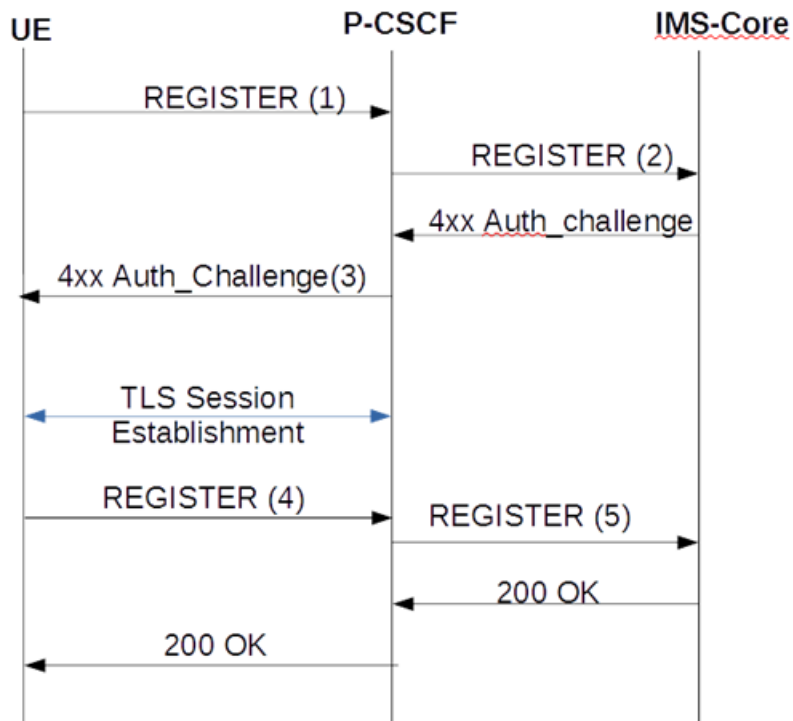 UE
P-CSCF
IMS-Core
REGISTER (1)
REGISTER (2)
4xx Auth_challenge
4xx Auth_Challenge(3)
TLS Session
Establishment
REGISTER (4)
REGISTER (5)
200 OK
200 OK